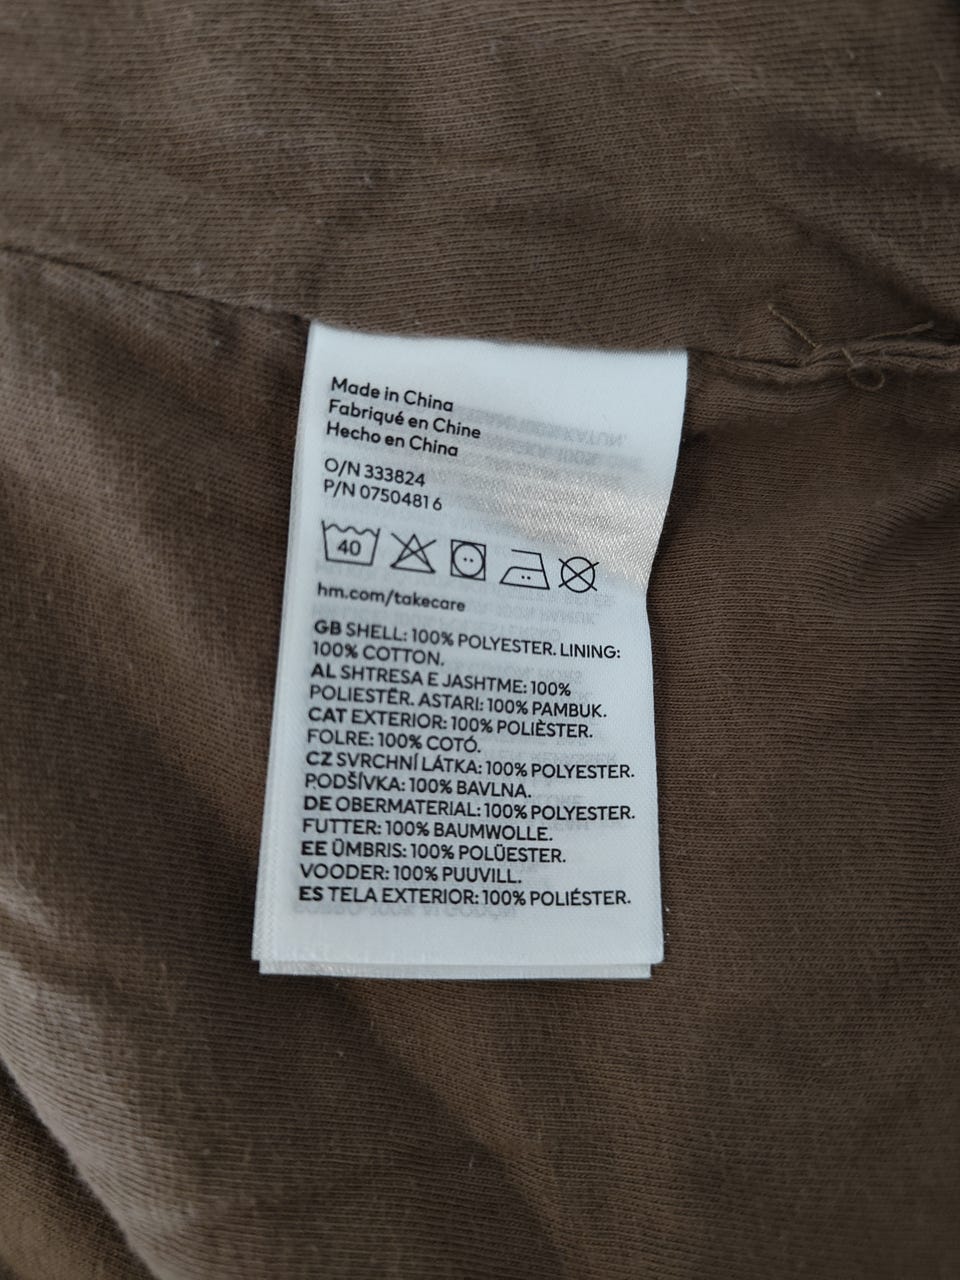 Made in China
Fabriqué en Chine
Hecho en China
O/N 333824
P/N 0750481 6
40
hm.com/takecare
GB SHELL: 100% POLYESTER. LINING:
100% COTTON.
AL SHTRESA E JASHTME: 100%
POLIESTËR. ASTARI: 100% PAMBUK.
CAT EXTERIOR: 100% POLIÈSTER.
FOLRE: 100% COTÓ.
CZ SVRCHNÍ LÁTKA: 100% POLYESTER.
PODŠÍVKA: 100% BAVLNA.
DE OBERMATERIAL: 100% POLYESTER.
FUTTER: 100% BAUMWOLLE.
EE ÜMBRIS: 100% POLÜESTER.
VOODER: 100% PUUVILL.
ES TELA EXTERIOR: 100% POLIÉSTER.